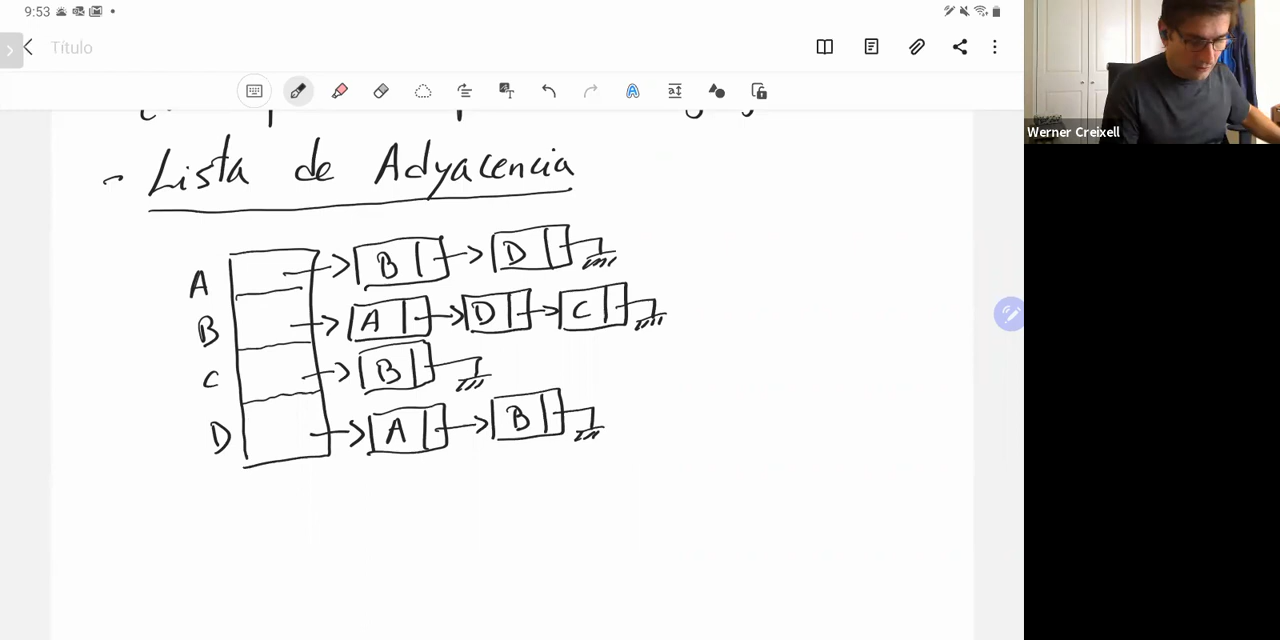 9:53
Título
- Lista de Adyacencia
A B D
B A D C
C B
D A B
Werner Creixell